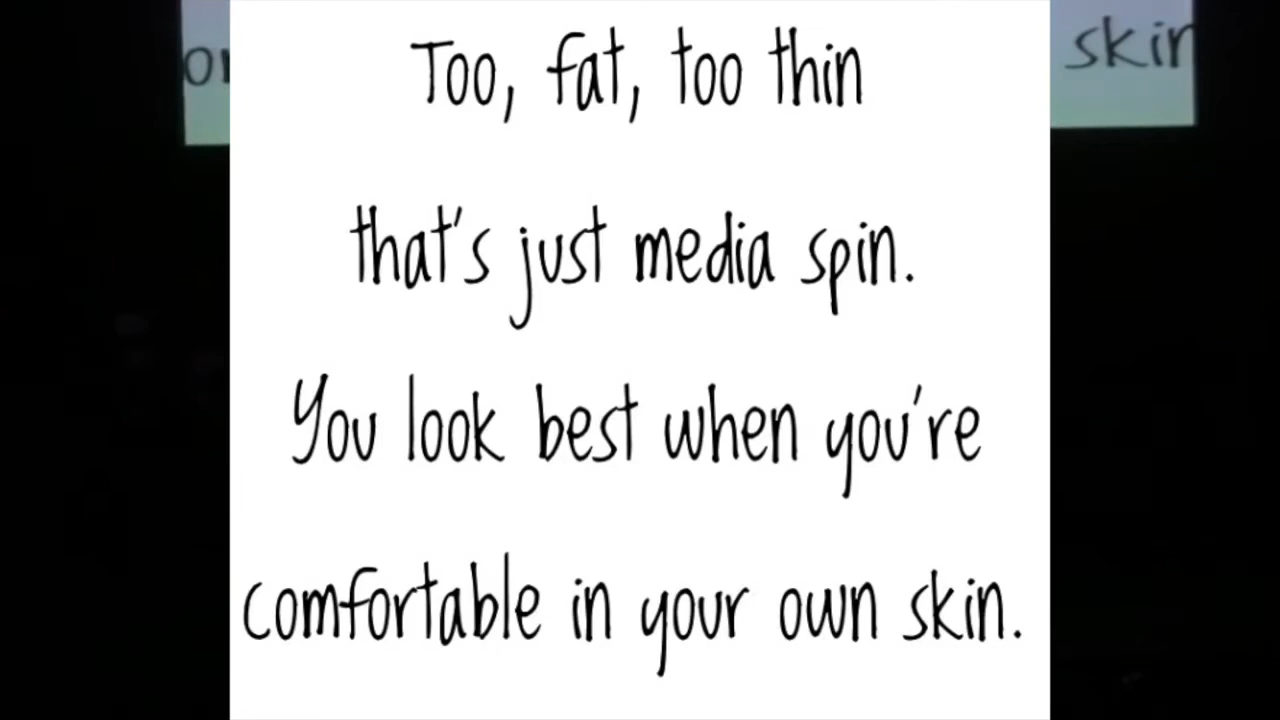 Too, fat, too thin
that's just media spin.
You look best when you're
comfortable in your own skin.
skin